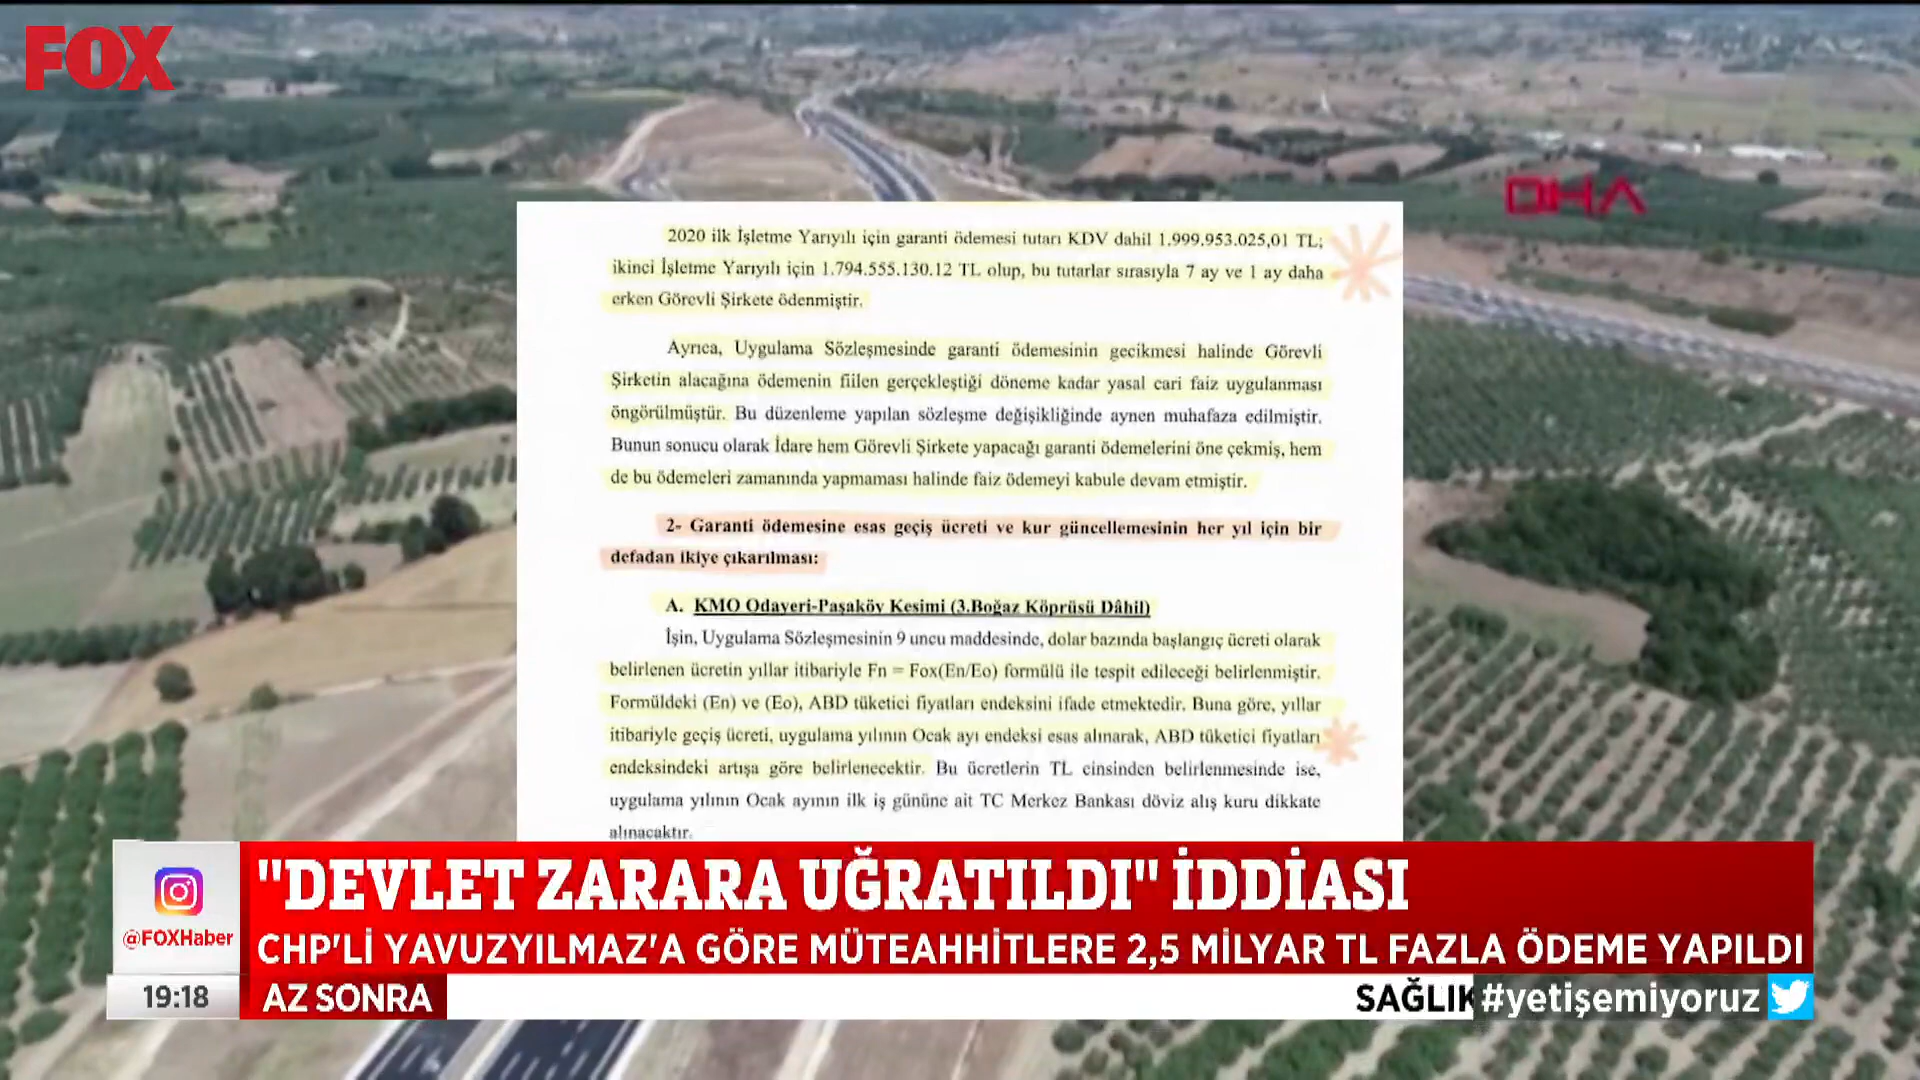 FOX
DHA
2020 ilk İşletme Yarıyılı için garanti ödemesi tutarı KDV dahil 1.999.953.025,01 TL;
ikinci İşletme Yarıyılı için 1.794.555.130.12 TL olup, bu tutarlar sırasıyla 7 ay ve 1 ay daha
erken Görevli Şirkete ödenmiştir.
Ayrıca, Uygulama Sözleşmesinde garanti ödemesinin gecikmesi halinde Görevli
Şirketin alacağına ödemenin fiilen gerçekleştiği döneme kadar yasal cari faiz uygulanması
öngörülmüştür. Bu düzenleme yapılan sözleşme değişikliğinde aynen muhafaza edilmiştir.
Bunun sonucu olarak İdare hem Görevli Şirkete yapacağı garanti ödemelerini öne çekmiş, hem
de bu ödemeleri zamanında yapmaması halinde faiz ödemeyi kabule devam etmiştir.
2- Garanti ödemesine esas geçiş ücreti ve kur güncellemesinin her yıl için bir
defadan ikiye çıkarılması:
A. KMO Odayeri-Paşaköy Kesimi (3.Boğaz Köprüsü Dâhil)
İşin, Uygulama Sözleşmesinin 9 uncu maddesinde, dolar bazında başlangıç ücreti olarak
belirlenen ücretin yıllar itibariyle Fn = Fox(En/Eo) formülü ile tespit edileceği belirlenmiştir.
Formüldeki (En) ve (Eo), ABD tüketici fiyatları endeksini ifade etmektedir. Buna göre, yıllar
itibariyle geçiş ücreti, uygulama yılının Ocak ayı endeksi esas alınarak, ABD tüketici fiyatları
endeksindeki artışa göre belirlenecektir. Bu ücretlerin TL cinsinden belirlenmesinde ise,
uygulama yılının Ocak ayının ilk iş gününe ait TC Merkez Bankası döviz alış kuru dikkate
alınacaktır.
"DEVLET ZARARA UĞRATILDI" İDDİASI
@FOXHaber
CHP'Lİ YAVUZYILMAZ'A GÖRE MÜTEAHHİTLERE 2,5 MİLYAR TL FAZLA ÖDEME YAPILDI
19:18
AZ SONRA
SAĞLIK
#yetişemiyoruz